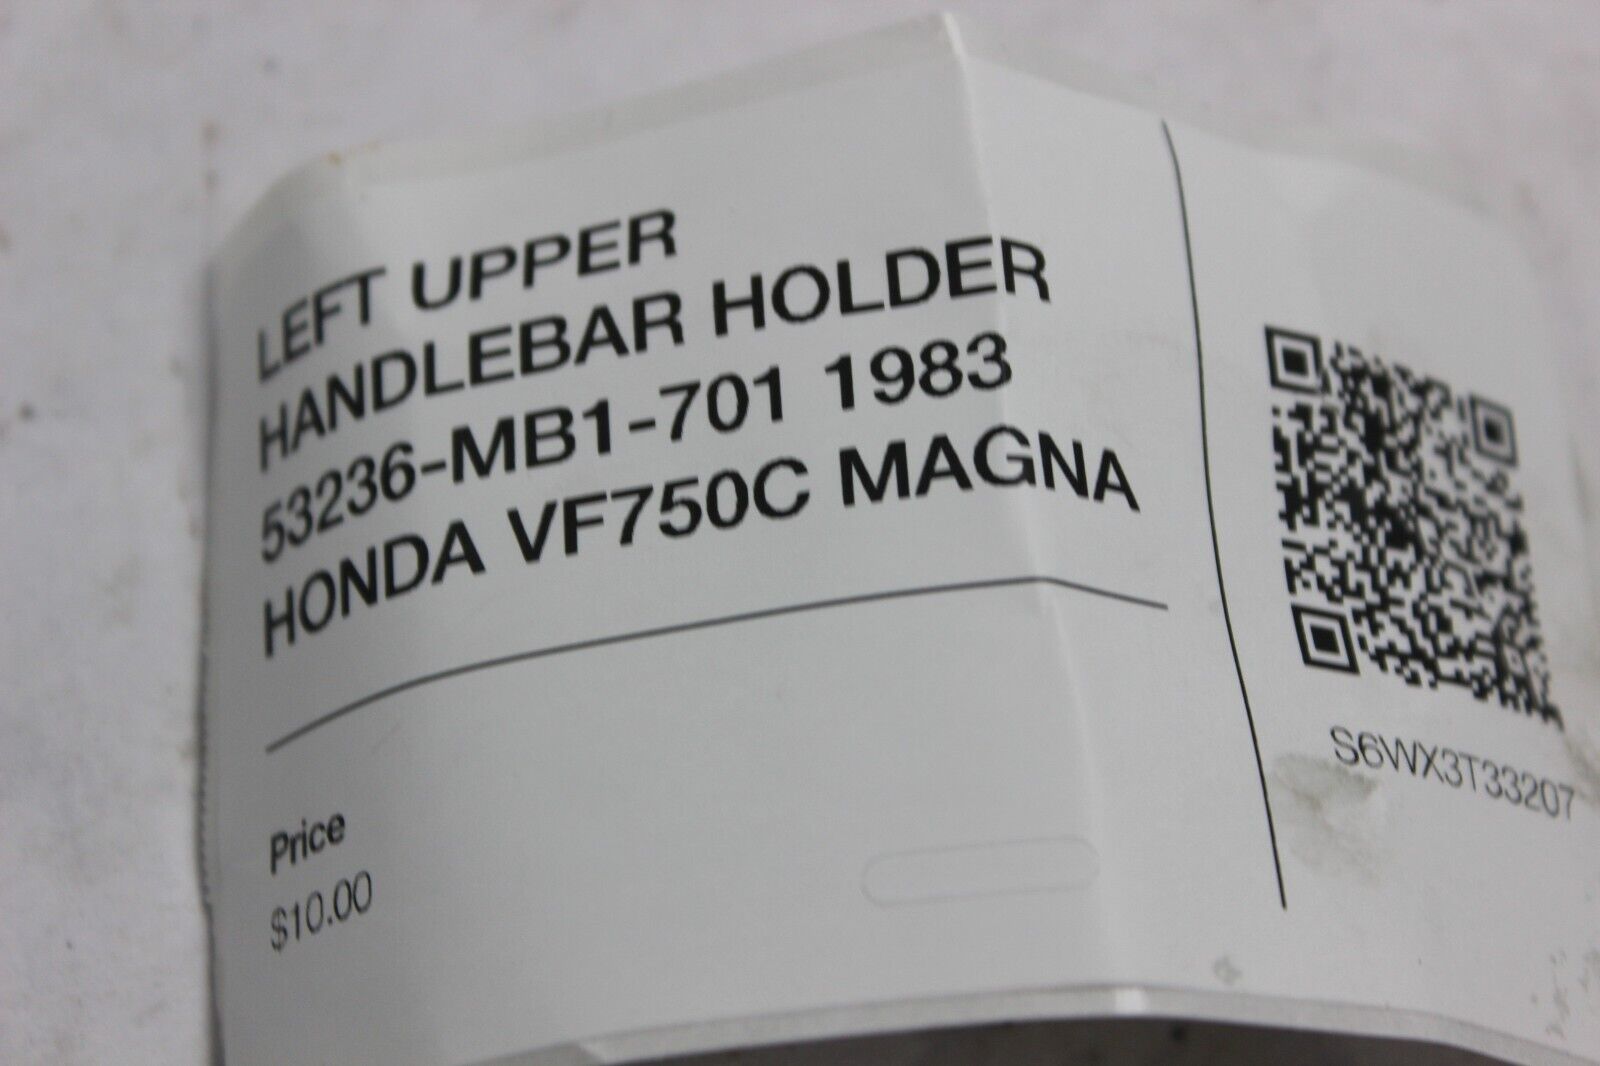 LEFT UPPER
HANDLEBAR HOLDER
53236-MB1-701 1983
HONDA VF750C MAGNA
Price
$10.00
S6WX3T33207